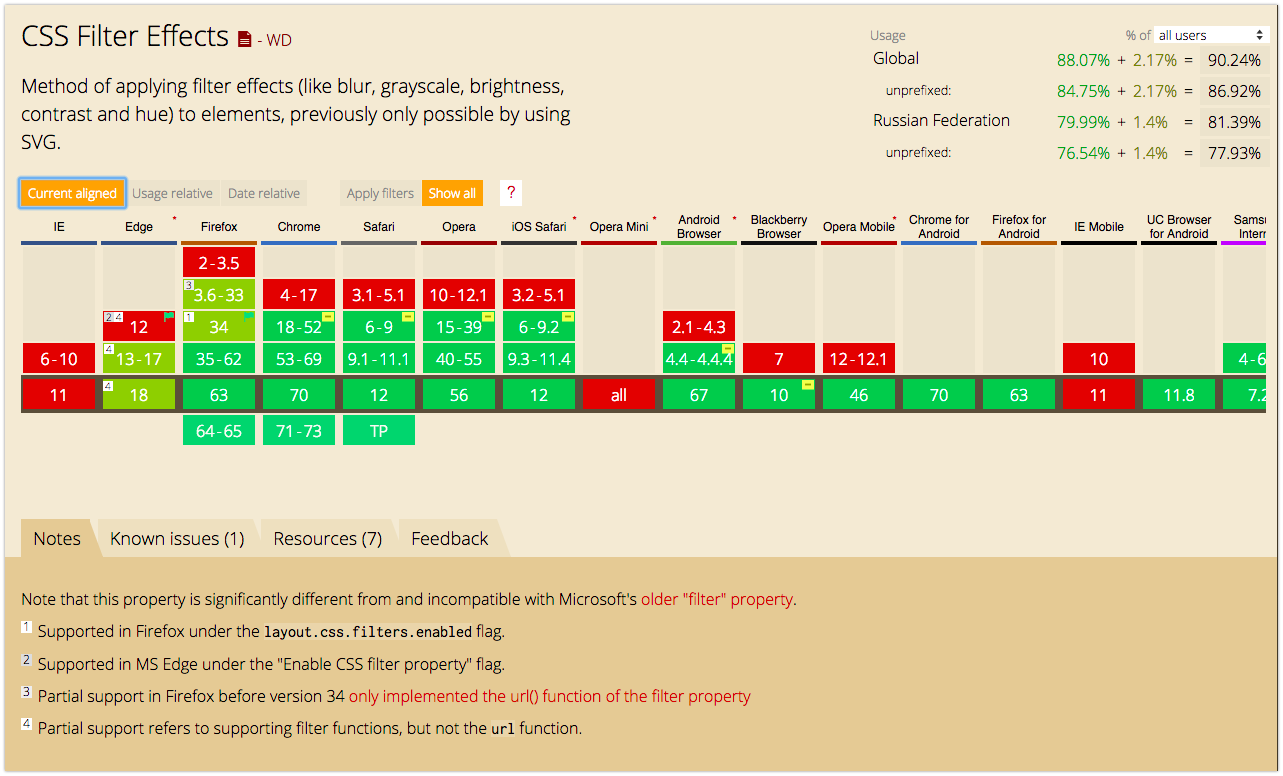 CSS Filter Effects - WD
Usage % of all users
Global 88.07% + 2.17% = 90.24%
unprefixed: 84.75% + 2.17% = 86.92%
Russian Federation 79.99% + 1.4% = 81.39%
unprefixed: 76.54% + 1.4% = 77.93%
Method of applying filter effects (like blur, grayscale, brightness,
contrast and hue) to elements, previously only possible by using
SVG.
Current aligned Usage relative Date relative Apply filters Show all ?
IE Edge * Firefox Chrome Safari Opera iOS Safari * Opera Mini * Android Browser * Blackberry Browser Opera Mobile * Chrome for Android Firefox for Android IE Mobile UC Browser for Android Samsu Intern
2-3.5
3 3.6-33 4-17 3.1-5.1 10-12.1 3.2-5.1
2 4 12 1 34 18-52 6-9 15-39 6-9.2 2.1-4.3
6-10 4 13-17 35-62 53-69 9.1-11.1 40-55 9.3-11.4 4.4-4.4.4 7 12-12.1 10 4-6
11 4 18 63 70 12 56 12 all 67 10 46 70 63 11 11.8 7.2
64-65 71-73 TP
Notes Known issues (1) Resources (7) Feedback
Note that this property is significantly different from and incompatible with Microsoft's older "filter" property.
1 Supported in Firefox under the layout.css.filters.enabled flag.
2 Supported in MS Edge under the "Enable CSS filter property" flag.
3 Partial support in Firefox before version 34 only implemented the url() function of the filter property
4 Partial support refers to supporting filter functions, but not the url function.